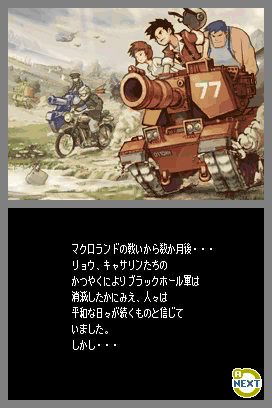 77
マクロランドの戦いから数か月後・・・
リョウ、キャサリンたちの
かつやくによりブラックホール軍は
消滅したかにみえ、人々は
平和な日々が続くものと信じて
いました。
しかし・・・
A
NEXT